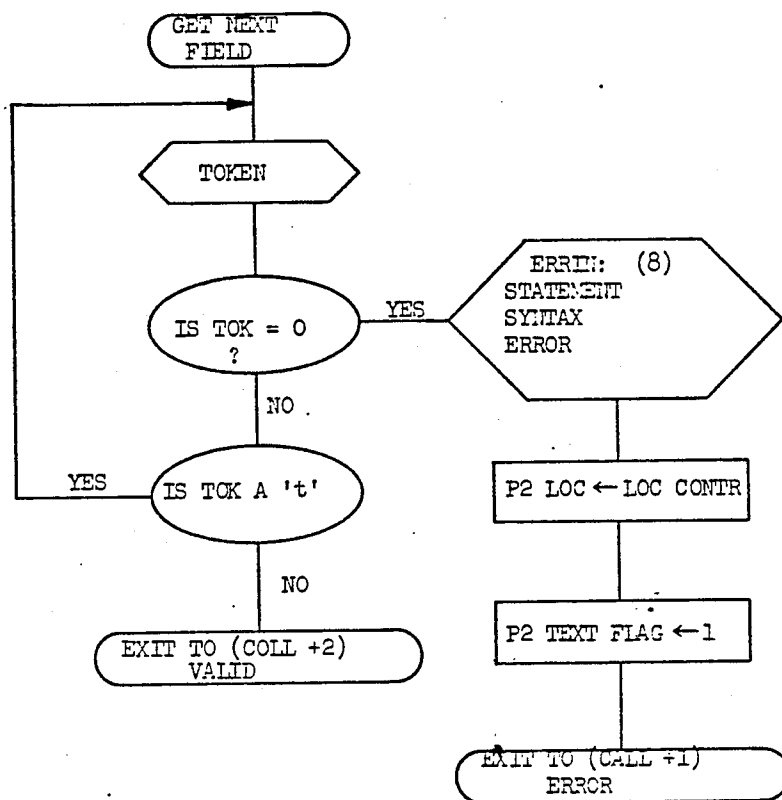 GET NEXT
FIELD
TOKEN
IS TOK = 0
?
YES
ERRIN: (8)
STATEMENT
SYNTAX
ERROR
NO
YES
IS TOK A 't'
P2 LOC ← LOC CONTR
NO
P2 TEXT FLAG ← 1
EXIT TO (COLL +2)
VALID
EXIT TO (CALL +1)
ERROR